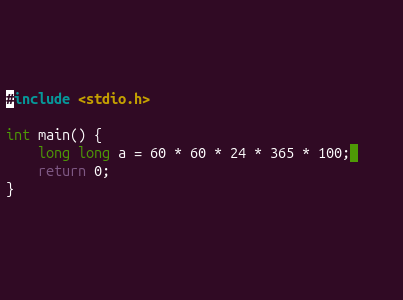 #include <stdio.h>
int main() {
    long long a = 60 * 60 * 24 * 365 * 100;
    return 0;
}